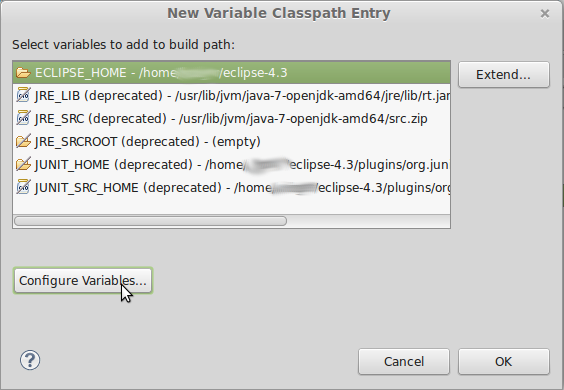 New Variable Classpath Entry
Select variables to add to build path:
ECLIPSE_HOME - /home /eclipse-4.3
Extend...
JRE_LIB (deprecated) - /usr/lib/jvm/java-7-openjdk-amd64/jre/lib/rt.jar
JRE_SRC (deprecated) - /usr/lib/jvm/java-7-openjdk-amd64/src.zip
JRE_SRCROOT (deprecated) - (empty)
JUNIT_HOME (deprecated) - /home/ eclipse-4.3/plugins/org.jun
JUNIT_SRC_HOME (deprecated) - /home /eclipse-4.3/plugins/org
Configure Variables...
?
Cancel
OK